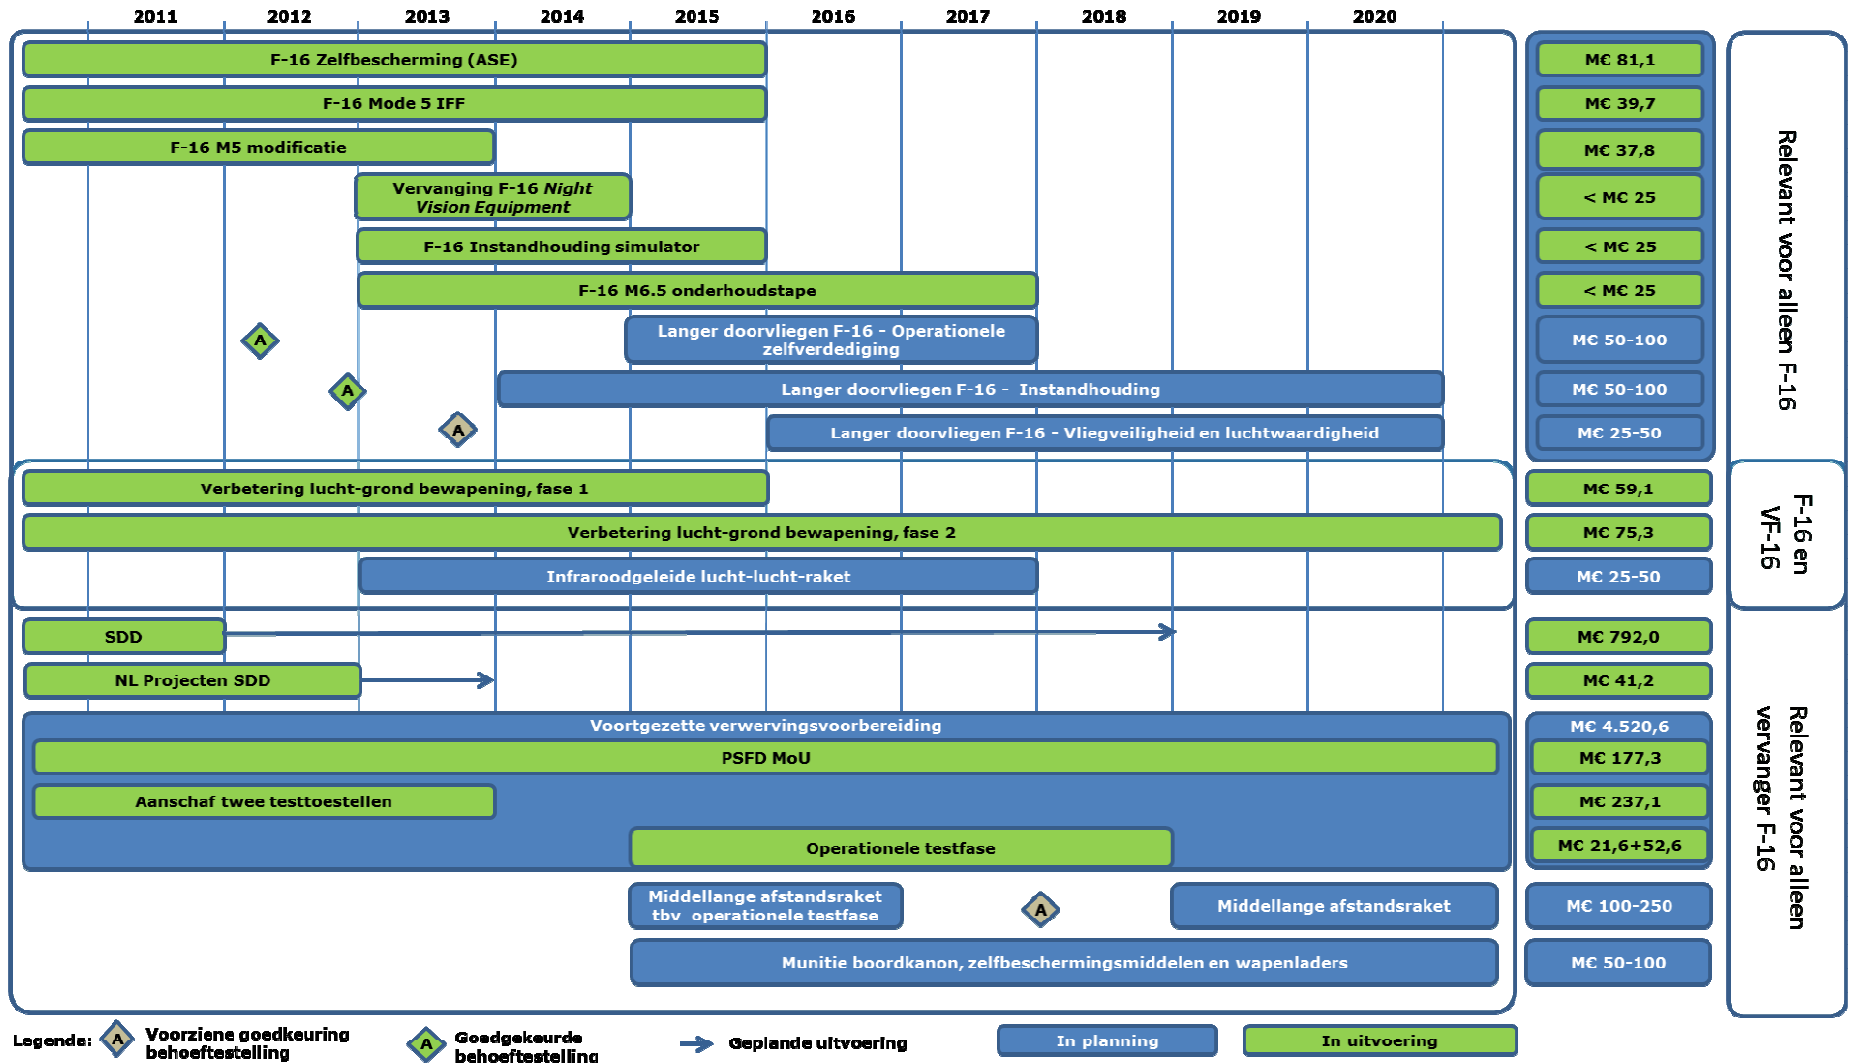 2011 2012 2013 2014 2015 2016 2017 2018 2019 2020
F-16 Zelfbescherming (ASE)
M€ 81,1
F-16 Mode 5 IFF
M€ 39,7
F-16 M5 modificatie
M€ 37,8
Vervanging F-16 Night
Vision Equipment
< M€ 25
F-16 Instandhouding simulator
< M€ 25
F-16 M6.5 onderhoudstape
< M€ 25
A
Langer doorvliegen F-16 - Operationele
zelfverdediging
M€ 50-100
A
Langer doorvliegen F-16 - Instandhouding
M€ 50-100
A
Langer doorvliegen F-16 - Vliegveiligheid en luchtwaardigheid
M€ 25-50
Relevant voor alleen F-16
Verbetering lucht-grond bewapening, fase 1
M€ 59,1
Verbetering lucht-grond bewapening, fase 2
M€ 75,3
Infraroodgeleide lucht-lucht-raket
M€ 25-50
F-16 en
VF-16
SDD
M€ 792,0
NL Projecten SDD
M€ 41,2
Voortgezette verwervingsvoorbereiding
M€ 4.520,6
PSFD MoU
M€ 177,3
Aanschaf twee testtoestellen
M€ 237,1
Operationele testfase
M€ 21,6+52,6
Middellange afstandsraket
tbv operationele testfase
A
Middellange afstandsraket
M€ 100-250
Munitie boordkanon, zelfbeschermingsmiddelen en wapenladers
M€ 50-100
Relevant voor alleen
vervanger F-16
Legenda:
A
Voorziene goedkeuring
behoeftestelling
A
Goedgekeurde
behoeftestelling
Geplande uitvoering
In planning
In uitvoering